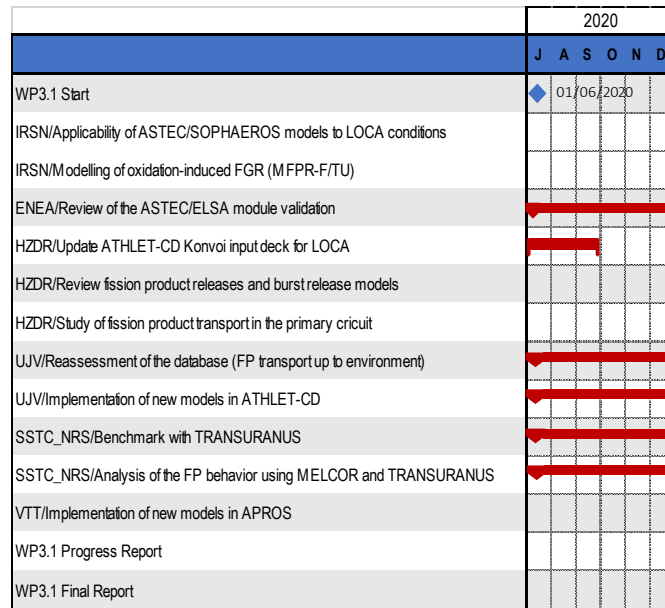 2020
J A S O N D
WP3.1 Start
01/06/2020
IRSN/Applicability of ASTEC/SOPHAEROS models to LOCA conditions
IRSN/Modelling of oxidation-induced FGR (MFPR-F/TU)
ENEA/Review of the ASTEC/ELSA module validation
HZDR/Update ATHLET-CD Konvoi input deck for LOCA
HZDR/Review fission product releases and burst release models
HZDR/Study of fission product transport in the primary cricuit
UJV/Reassessment of the database (FP transport up to environment)
UJV/Implementation of new models in ATHLET-CD
SSTC_NRS/Benchmark with TRANSURANUS
SSTC_NRS/Analysis of the FP behavior using MELCOR and TRANSURANUS
VTT/Implementation of new models in APROS
WP3.1 Progress Report
WP3.1 Final Report